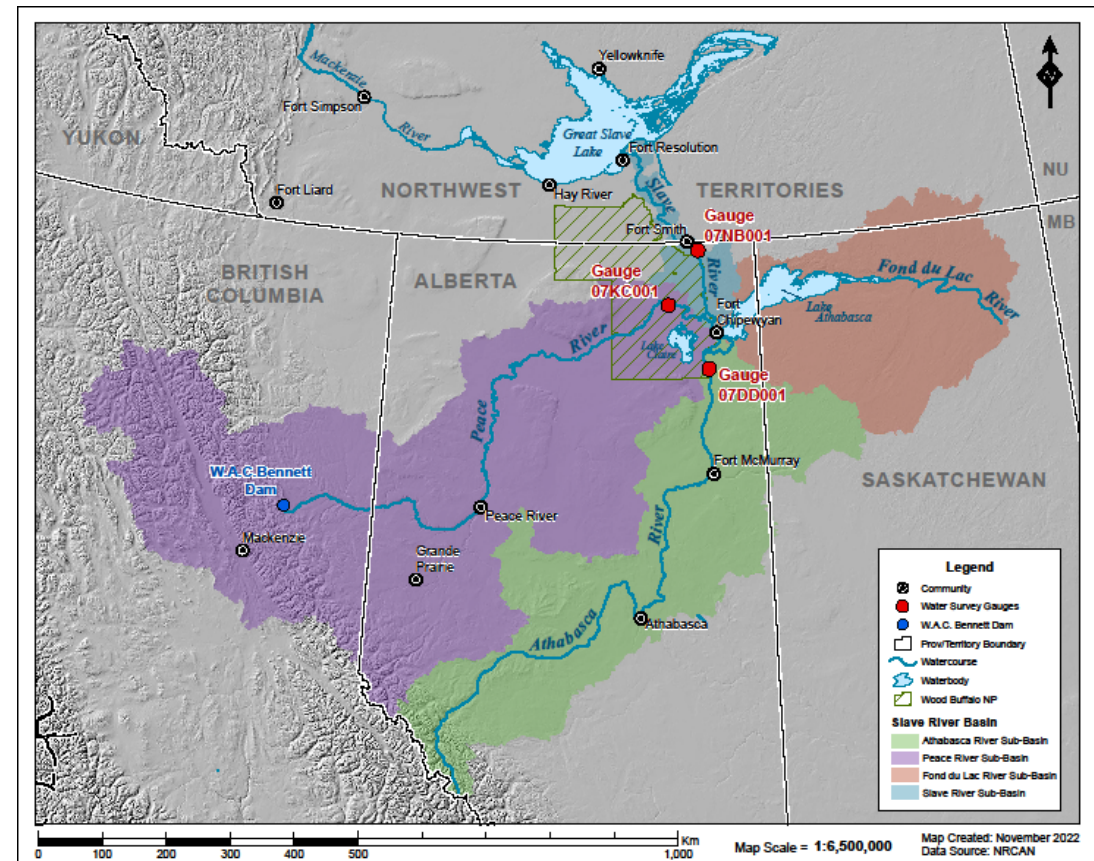 Yellowknife
Mackenzie
Fort Simpson
River
Great Slave
Lake
Fort Resolution
YUKON
NU
Fort Liard
NORTHWEST
TERRITORIES
Hay River
Slave
MB
Gauge
07NB001
Fort Smith
BRITISH
COLUMBIA
ALBERTA
Gauge
07KC001
River
Fond du Lac
River
Fort
Chipewyan
Lake
Athabasca
River
Lake
Claire
Gauge
07DD001
Peace
Fort McMurray
W.A.C.Bennett
Dam
SASKATCHEWAN
Peace River
River
Mackenzie
Grande
Prairie
Athabasca
Athabasca
Legend
Community
Water Survey Gauges
W.A.C. Bennett Dam
Prov/Territory Boundary
Watercourse
Waterbody
Wood Buffalo NP
Slave River Basin
Athabasca River Sub-Basin
Peace River Sub-Basin
Fond du Lac River Sub-Basin
Slave River Sub-Basin
Km
0 100 200 300 400 500 1,000
Map Scale = 1:6,500,000
Map Created: November 2022
Data Source: NRCAN